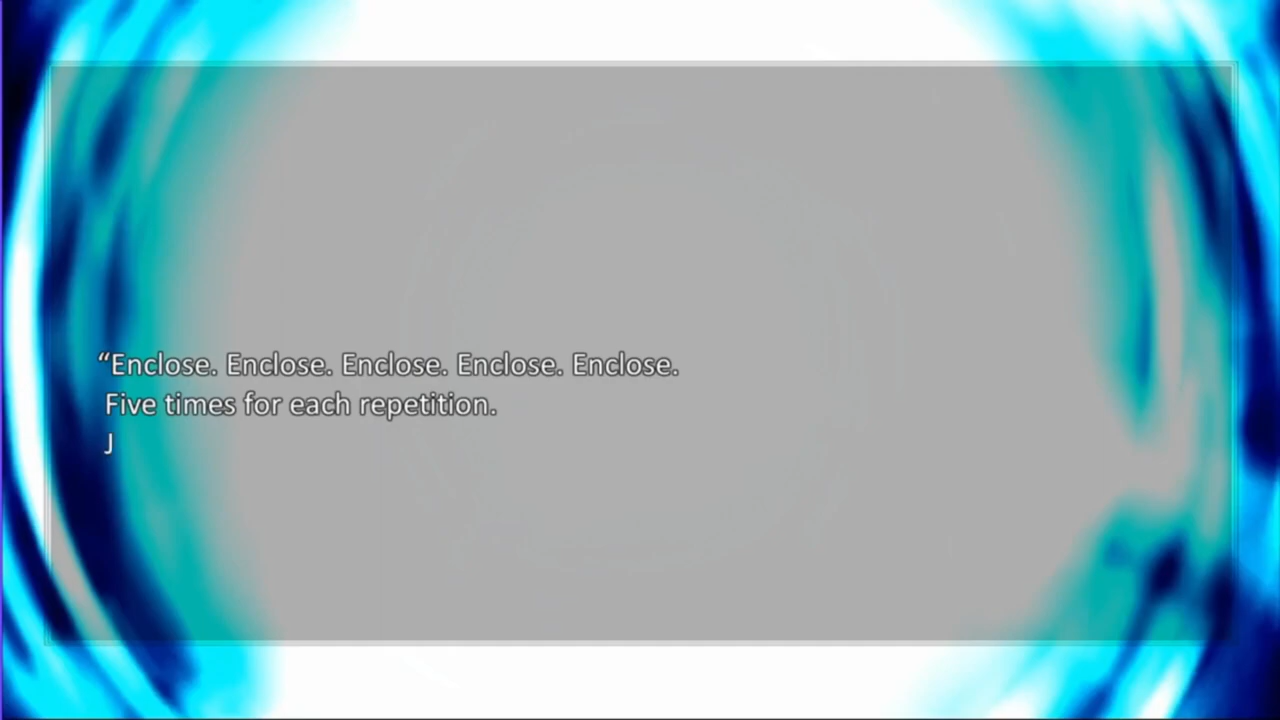 “Enclose. Enclose. Enclose. Enclose. Enclose.
Five times for each repetition.
J